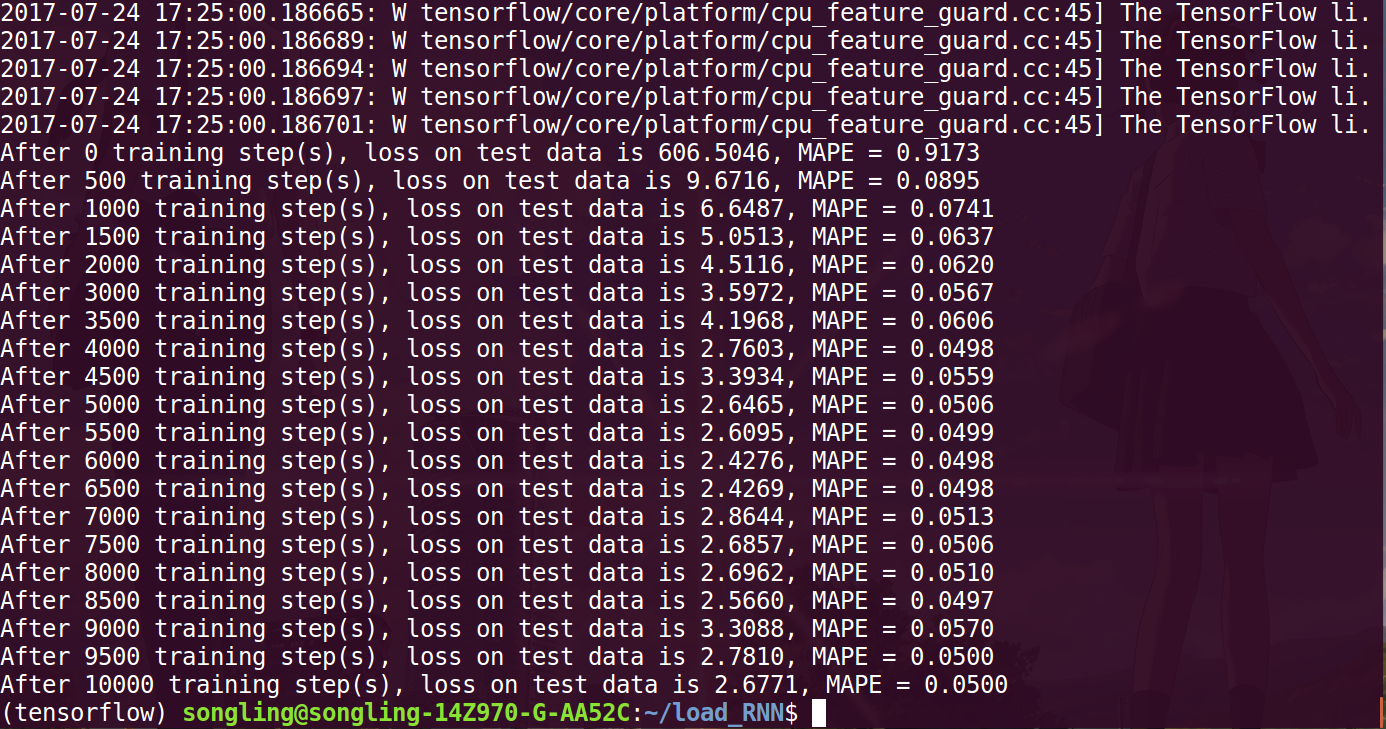 2017-07-24 17:25:00.186665: W tensorflow/core/platform/cpu_feature_guard.cc:45] The TensorFlow li.
2017-07-24 17:25:00.186689: W tensorflow/core/platform/cpu_feature_guard.cc:45] The TensorFlow li.
2017-07-24 17:25:00.186694: W tensorflow/core/platform/cpu_feature_guard.cc:45] The TensorFlow li.
2017-07-24 17:25:00.186697: W tensorflow/core/platform/cpu_feature_guard.cc:45] The TensorFlow li.
2017-07-24 17:25:00.186701: W tensorflow/core/platform/cpu_feature_guard.cc:45] The TensorFlow li.
After 0 training step(s), loss on test data is 606.5046, MAPE = 0.9173
After 500 training step(s), loss on test data is 9.6716, MAPE = 0.0895
After 1000 training step(s), loss on test data is 6.6487, MAPE = 0.0741
After 1500 training step(s), loss on test data is 5.0513, MAPE = 0.0637
After 2000 training step(s), loss on test data is 4.5116, MAPE = 0.0620
After 3000 training step(s), loss on test data is 3.5972, MAPE = 0.0567
After 3500 training step(s), loss on test data is 4.1968, MAPE = 0.0606
After 4000 training step(s), loss on test data is 2.7603, MAPE = 0.0498
After 4500 training step(s), loss on test data is 3.3934, MAPE = 0.0559
After 5000 training step(s), loss on test data is 2.6465, MAPE = 0.0506
After 5500 training step(s), loss on test data is 2.6095, MAPE = 0.0499
After 6000 training step(s), loss on test data is 2.4276, MAPE = 0.0498
After 6500 training step(s), loss on test data is 2.4269, MAPE = 0.0498
After 7000 training step(s), loss on test data is 2.8644, MAPE = 0.0513
After 7500 training step(s), loss on test data is 2.6857, MAPE = 0.0506
After 8000 training step(s), loss on test data is 2.6962, MAPE = 0.0510
After 8500 training step(s), loss on test data is 2.5660, MAPE = 0.0497
After 9000 training step(s), loss on test data is 3.3088, MAPE = 0.0570
After 9500 training step(s), loss on test data is 2.7810, MAPE = 0.0500
After 10000 training step(s), loss on test data is 2.6771, MAPE = 0.0500
(tensorflow) songling@songling-14Z970-G-AA52C:~/load_RNN$